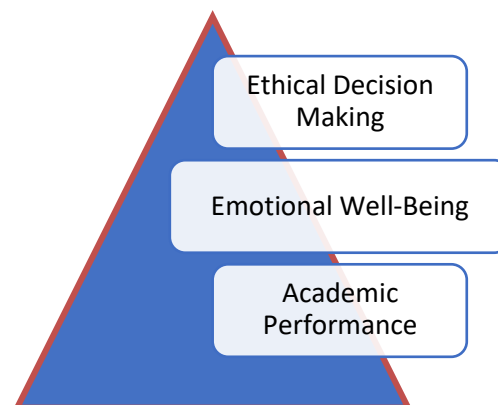 Ethical Decision
Making
Emotional Well-Being
Academic
Performance